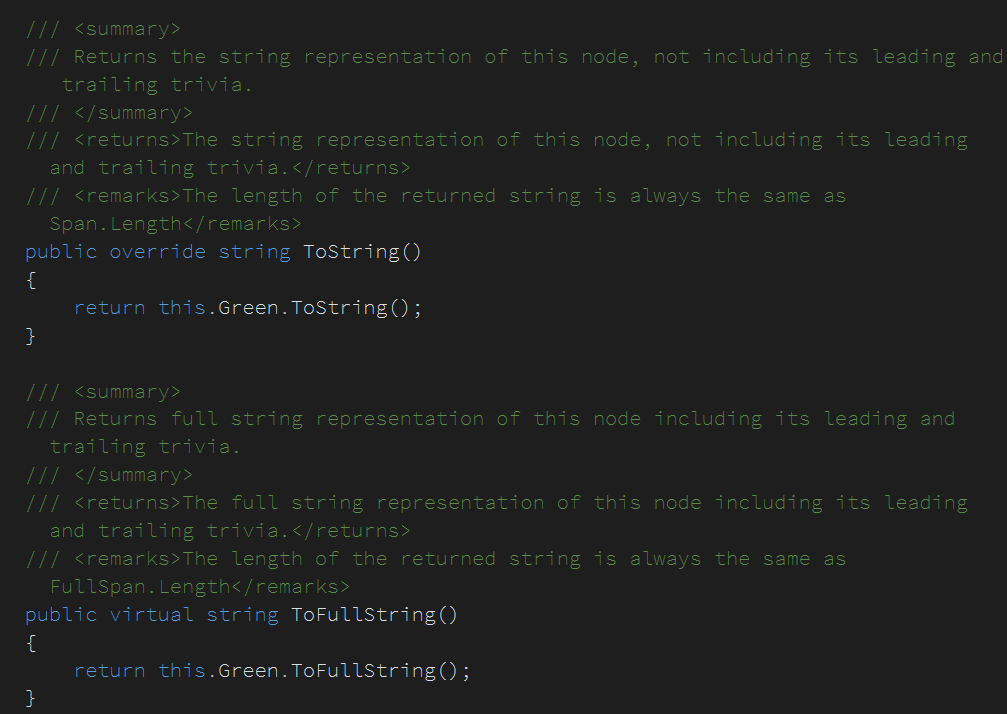 /// <summary>
/// Returns the string representation of this node, not including its leading and
trailing trivia.
/// </summary>
/// <returns>The string representation of this node, not including its leading
and trailing trivia.</returns>
/// <remarks>The length of the returned string is always the same as
Span.Length</remarks>
public override string ToString()
{
return this.Green.ToString();
}
/// <summary>
/// Returns full string representation of this node including its leading and
trailing trivia.
/// </summary>
/// <returns>The full string representation of this node including its leading
and trailing trivia.</returns>
/// <remarks>The length of the returned string is always the same as
FullSpan.Length</remarks>
public virtual string ToFullString()
{
return this.Green.ToFullString();
}